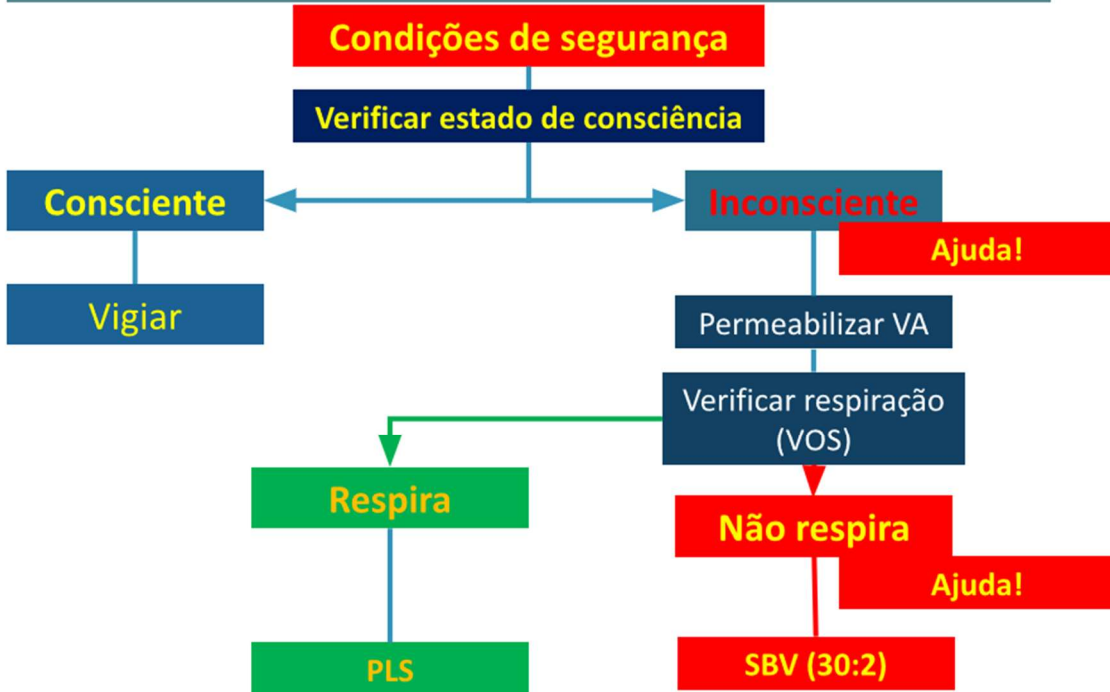 Condições de segurança
Verificar estado de consciência
Consciente
Inconsciente
Ajuda!
Vigiar
Permeabilizar VA
Verificar respiração
(VOS)
Respira
Não respira
Ajuda!
PLS
SBV (30:2)